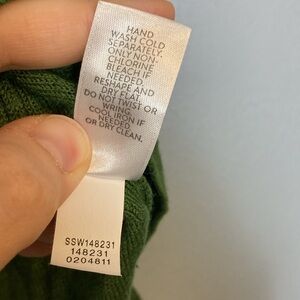 HAND
WASH COLD
SEPARATELY.
ONLY NON-
CHLORINE
BLEACH IF
NEEDED.
RESHAPE AND
DRY FLAT.
DO NOT TWIST OR
WRING.
COOL IRON IF
NEEDED
OR DRY CLEAN.
SSW148231
148231
0204811